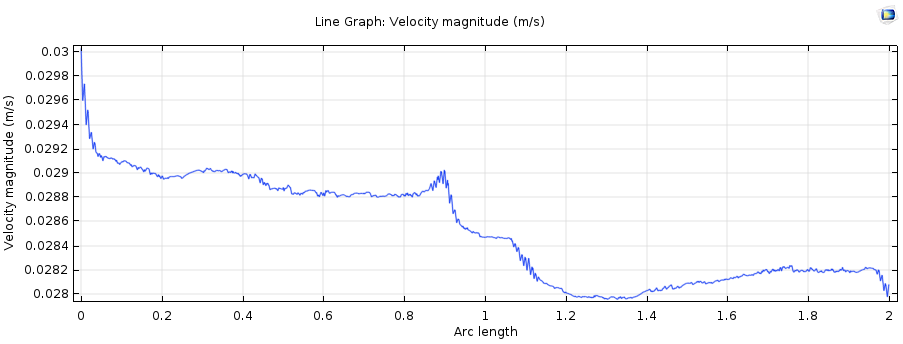 Line Graph: Velocity magnitude (m/s)
0.03
0.0298
0.0296
0.0294
0.0292
0.029
0.0288
0.0286
0.0284
0.0282
0.028
Velocity magnitude (m/s)
0 0.2 0.4 0.6 0.8 1 1.2 1.4 1.6 1.8 2
Arc length